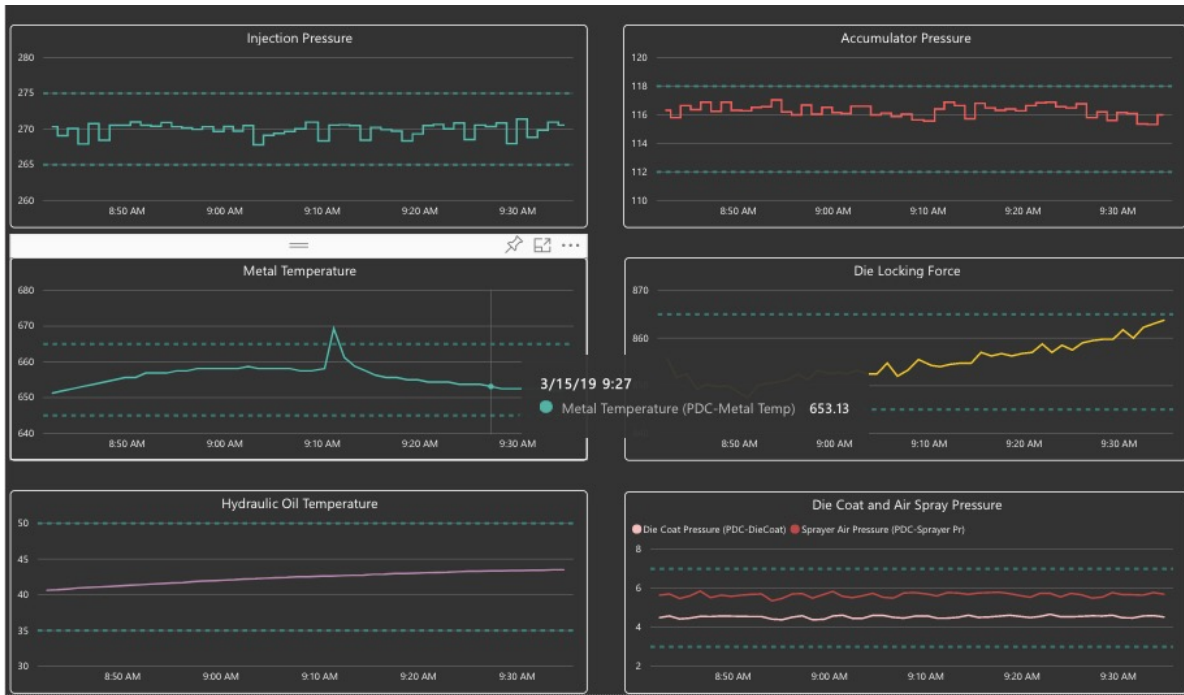 Injection Pressure
280
275
270
265
260
8:50 AM 9:00 AM 9:10 AM 9:20 AM 9:30 AM
Accumulator Pressure
120
118
116
114
112
110
8:50 AM 9:00 AM 9:10 AM 9:20 AM 9:30 AM
Metal Temperature
680
670
660
650
640
8:50 AM 9:00 AM 9:10 AM 9:20 AM 9:30 AM
3/15/19 9:27
Metal Temperature (PDC-Metal Temp) 653.13
Die Locking Force
870
860
8:50 AM 9:00 AM 9:10 AM 9:20 AM 9:30 AM
Hydraulic Oil Temperature
50
45
40
35
30
8:50 AM 9:00 AM 9:10 AM 9:20 AM 9:30 AM
Die Coat and Air Spray Pressure
Die Coat Pressure (PDC-DieCoat) Sprayer Air Pressure (PDC-Sprayer Pr)
8
6
4
2
8:50 AM 9:00 AM 9:10 AM 9:20 AM 9:30 AM